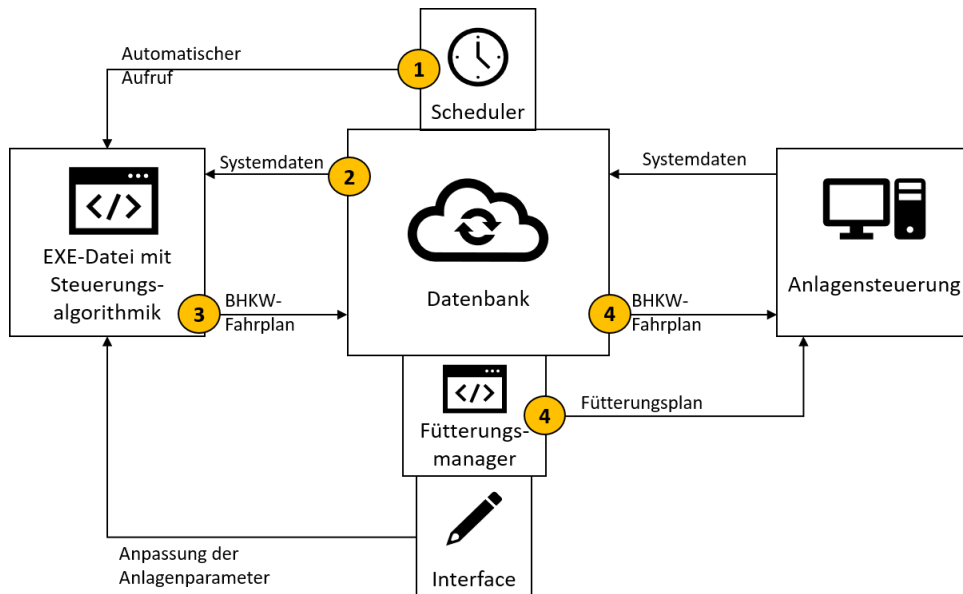 Automatischer
Aufruf
1
Scheduler
Systemdaten
2
Systemdaten
</>
EXE-Datei mit
Steuerungs-
algorithmik
Datenbank
Anlagensteuerung
3
BHKW-
Fahrplan
4
BHKW-
Fahrplan
</>
4
Fütterungsplan
Fütterungs-
manager
Anpassung der
Anlagenparameter
Interface